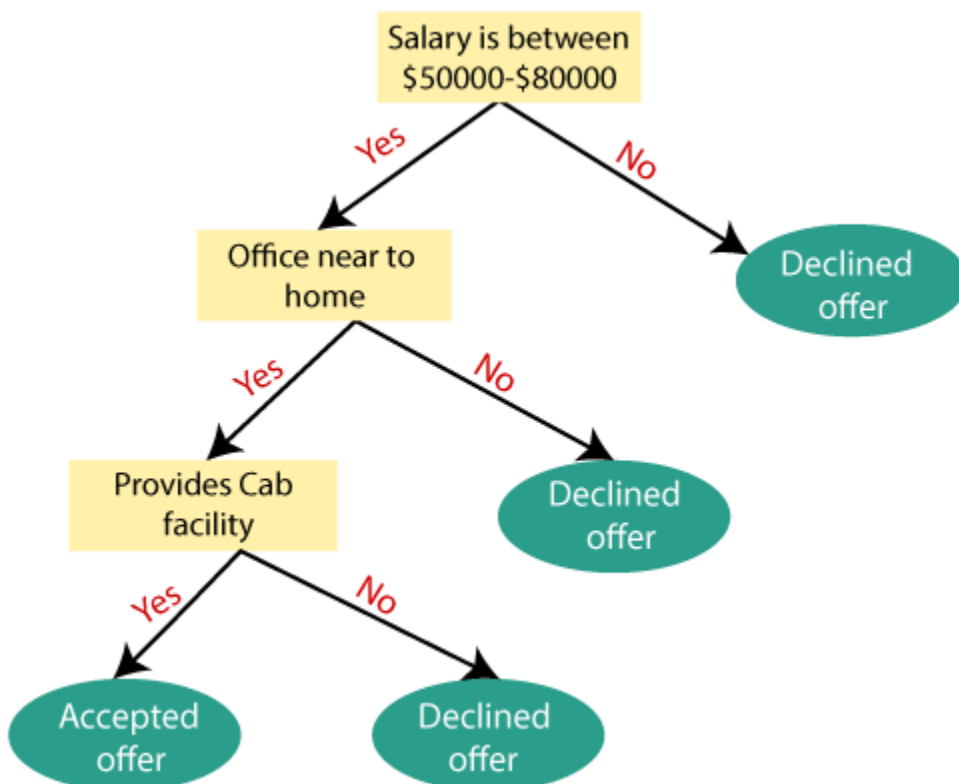 Salary is between
$50000-$80000
Yes
No
Office near to
home
Declined
offer
Yes
No
Provides Cab
facility
Declined
offer
Yes
No
Accepted
offer
Declined
offer